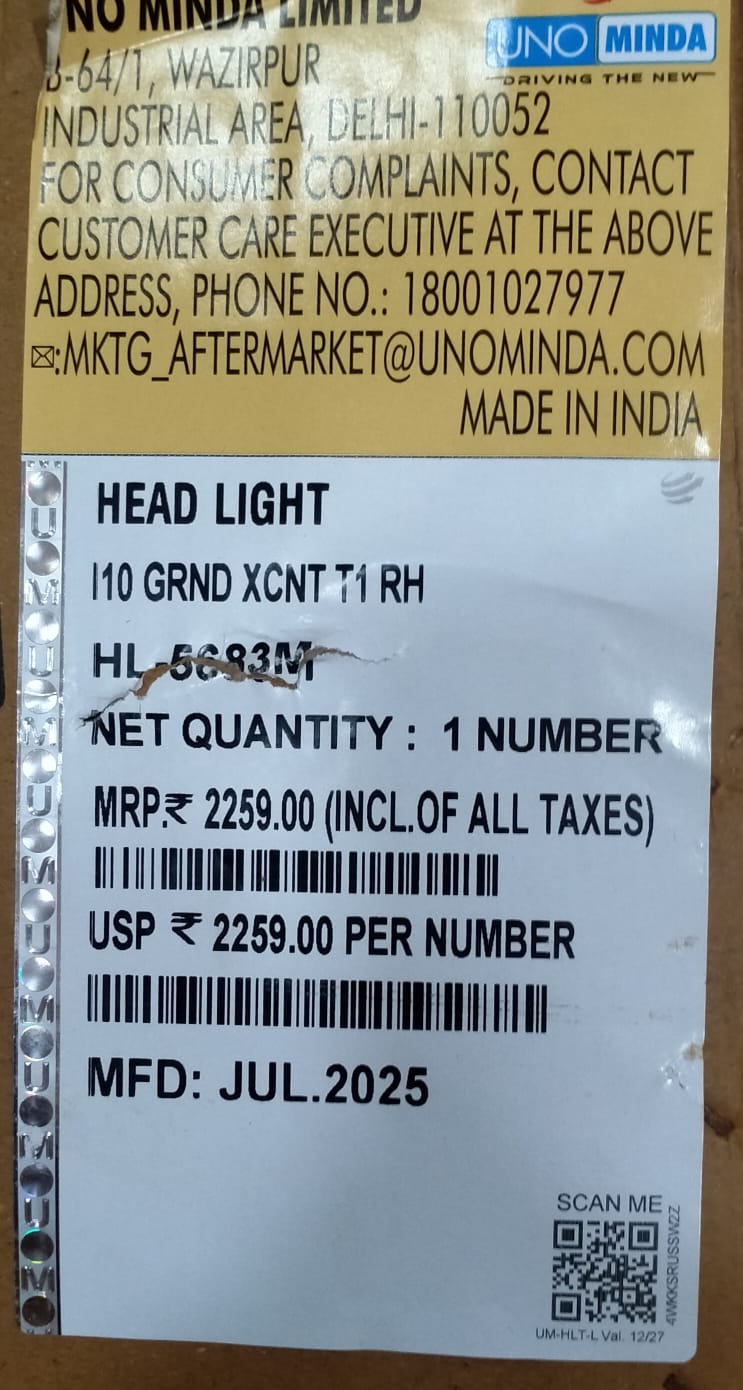 NO MINDA LIMITED
UNO MINDA
DRIVING THE NEW
B-64/1, WAZIRPUR
INDUSTRIAL AREA, DELHI-110052
FOR CONSUMER COMPLAINTS, CONTACT
CUSTOMER CARE EXECUTIVE AT THE ABOVE
ADDRESS, PHONE NO.: 18001027977
✉:MKTG_AFTERMARKET@UNOMINDA.COM
MADE IN INDIA
HEAD LIGHT
I10 GRND XCNT T1 RH
HL-5683M
NET QUANTITY : 1 NUMBER
MRP.₹ 2259.00 (INCL.OF ALL TAXES)
USP ₹ 2259.00 PER NUMBER
MFD: JUL.2025
SCAN ME
4WKKSRUSSW2Z
UM-HLT-L Val. 12/27
U
M
U
M
U
M
U
M
U
M
U
M